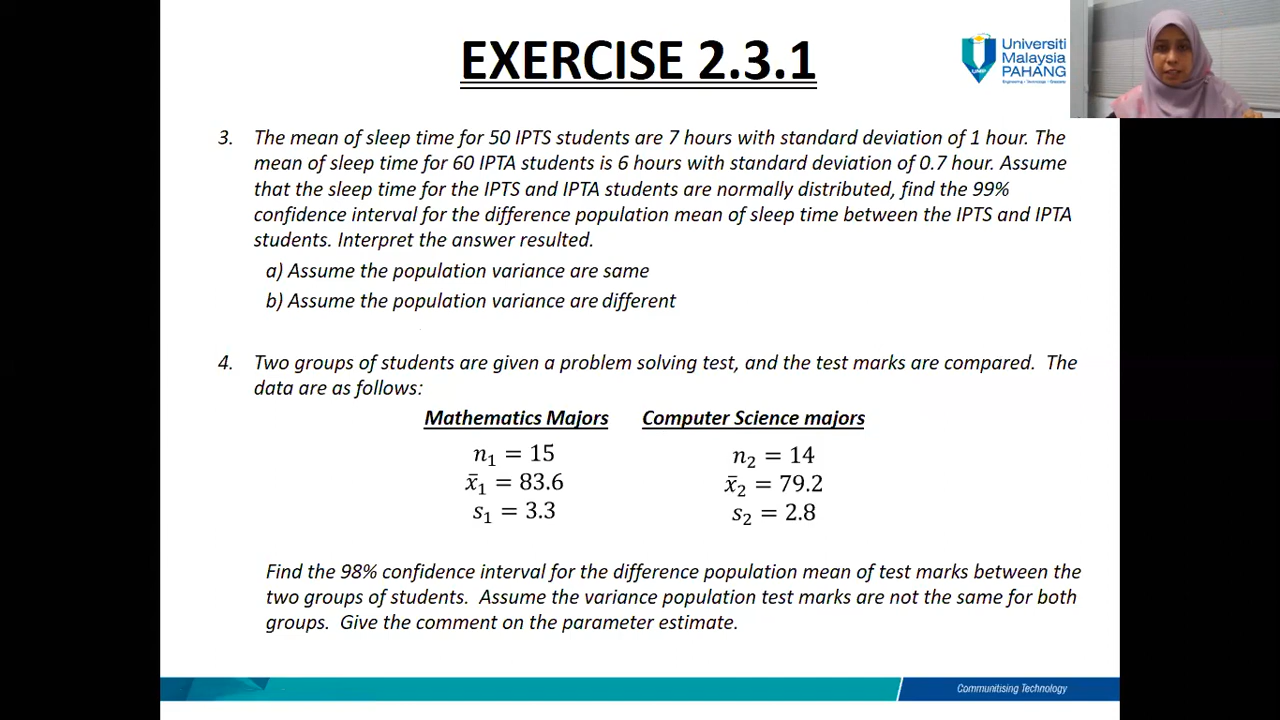 EXERCISE 2.3.1
UMP
Universiti
Malaysia
PAHANG
Engineering • Technology • Creativity
3. The mean of sleep time for 50 IPTS students are 7 hours with standard deviation of 1 hour. The
mean of sleep time for 60 IPTA students is 6 hours with standard deviation of 0.7 hour. Assume
that the sleep time for the IPTS and IPTA students are normally distributed, find the 99%
confidence interval for the difference population mean of sleep time between the IPTS and IPTA
students. Interpret the answer resulted.
a) Assume the population variance are same
b) Assume the population variance are different
4. Two groups of students are given a problem solving test, and the test marks are compared. The
data are as follows:
Mathematics Majors Computer Science majors
n₁ = 15 n₂ = 14
x̄₁ = 83.6 x̄₂ = 79.2
s₁ = 3.3 s₂ = 2.8
Find the 98% confidence interval for the difference population mean of test marks between the
two groups of students. Assume the variance population test marks are not the same for both
groups. Give the comment on the parameter estimate.
Communitising Technology